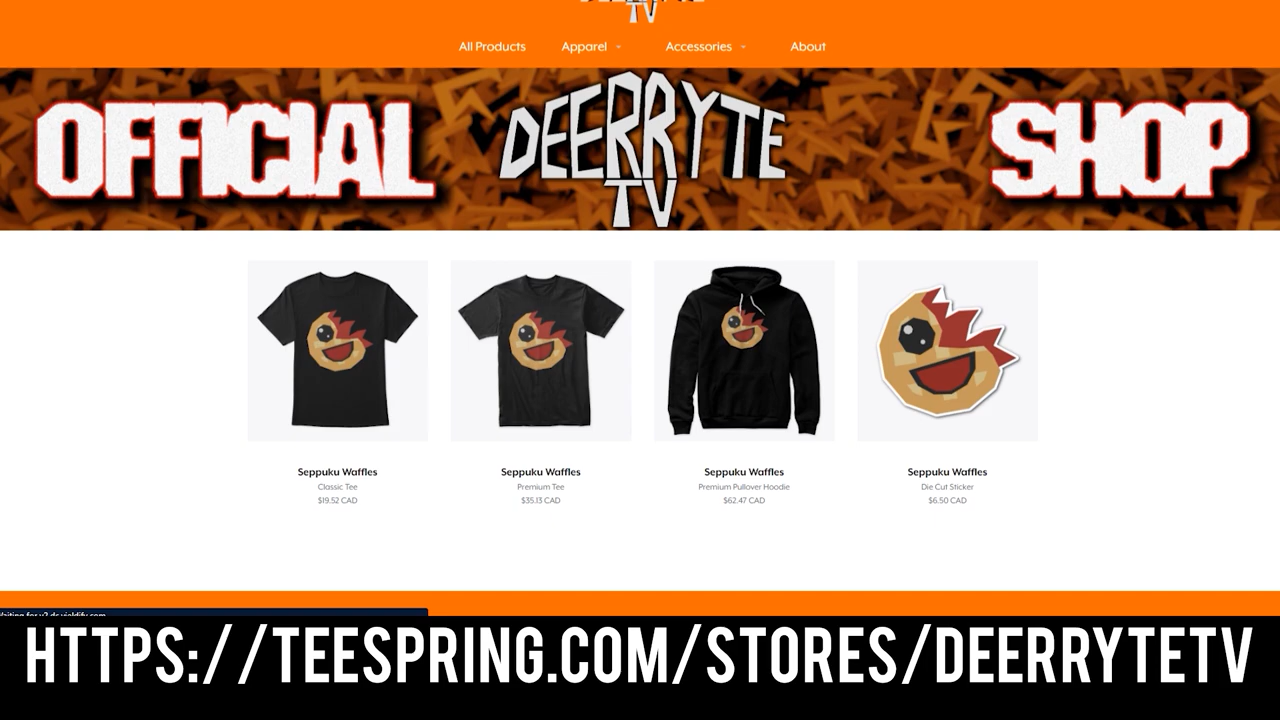 TV
All Products Apparel Accessories About
OFFICIAL DEERRYTE TV SHOP
Seppuku Waffles Seppuku Waffles Seppuku Waffles Seppuku Waffles
Classic Tee Premium Tee Premium Pullover Hoodie Die Cut Sticker
$19.52 CAD $35.13 CAD $62.47 CAD $6.50 CAD
HTTPS://TEESPRING.COM/STORES/DEERRYTETV